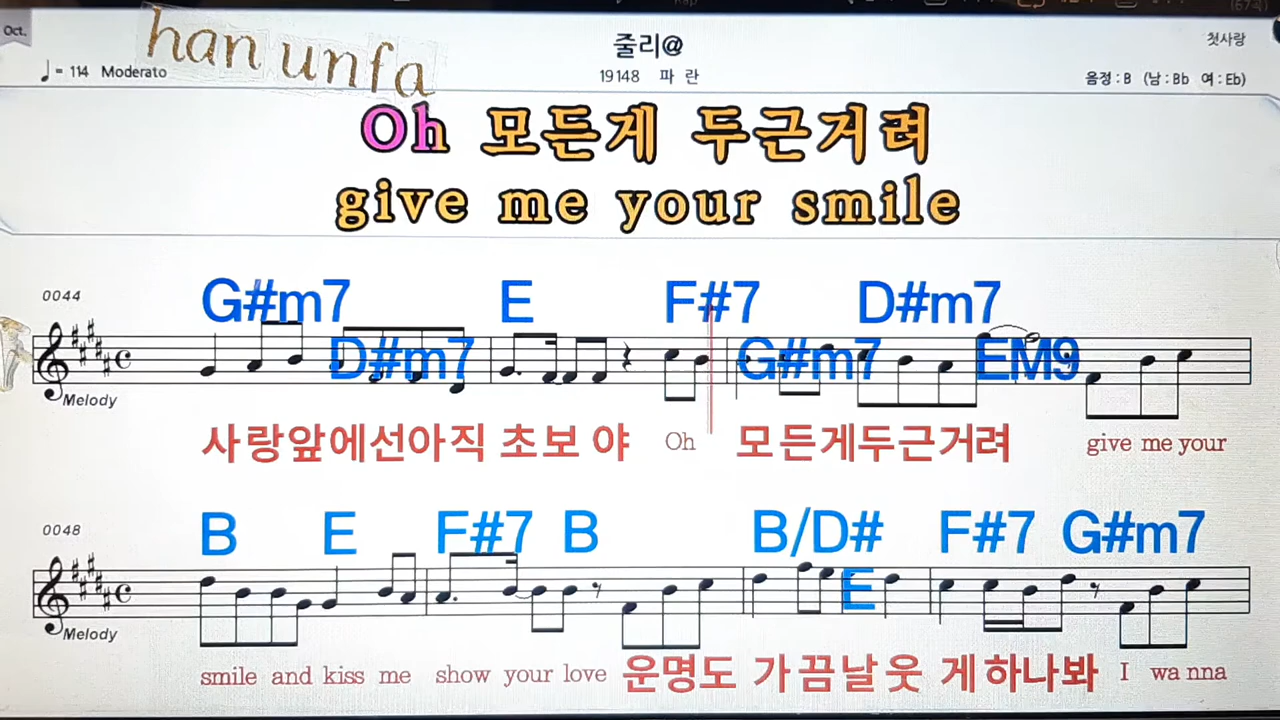 Oct.
han unfa
줄리@
첫사랑
♩= 114 Moderato
19148 파 란
음정 : B (남 : Bb 여 : Eb)
Oh 모든게 두근거려
give me your smile
0044
G#m7 D#m7 E F#7 G#m7 D#m7 EM9
Melody
사랑앞에선아직 초보 야 Oh 모든게두근거려 give me your
0048
B E F#7 B B/D# E F#7 G#m7
Melody
smile and kiss me show your love 운명도 가끔날웃 게하나봐 I wa nna